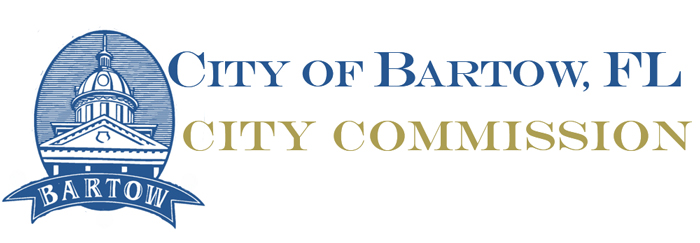 CITY OF BARTOW, FL
CITY COMMISSION
BARTOW